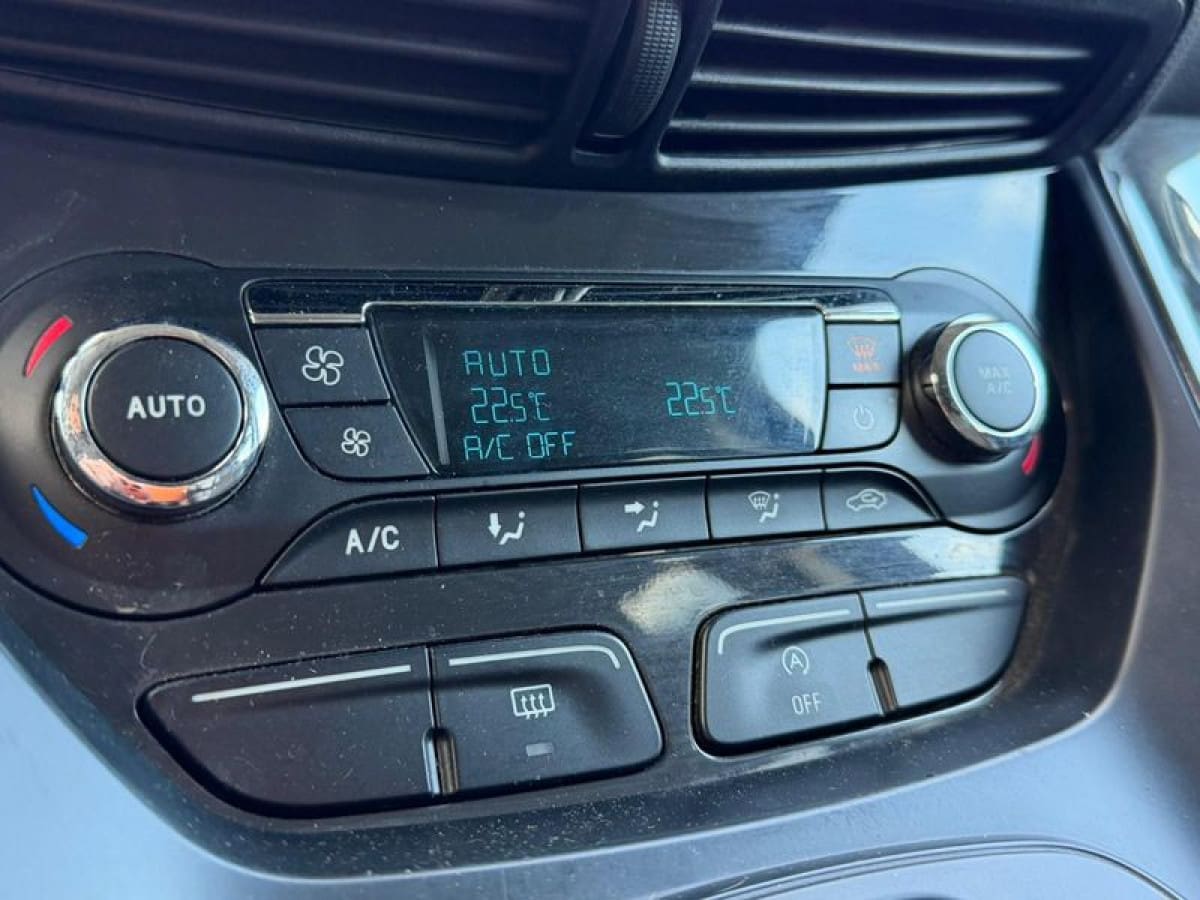 AUTO
AUTO
22.5°C 22.5°C
A/C OFF
MAX
MAX
A/C
A/C
A
OFF